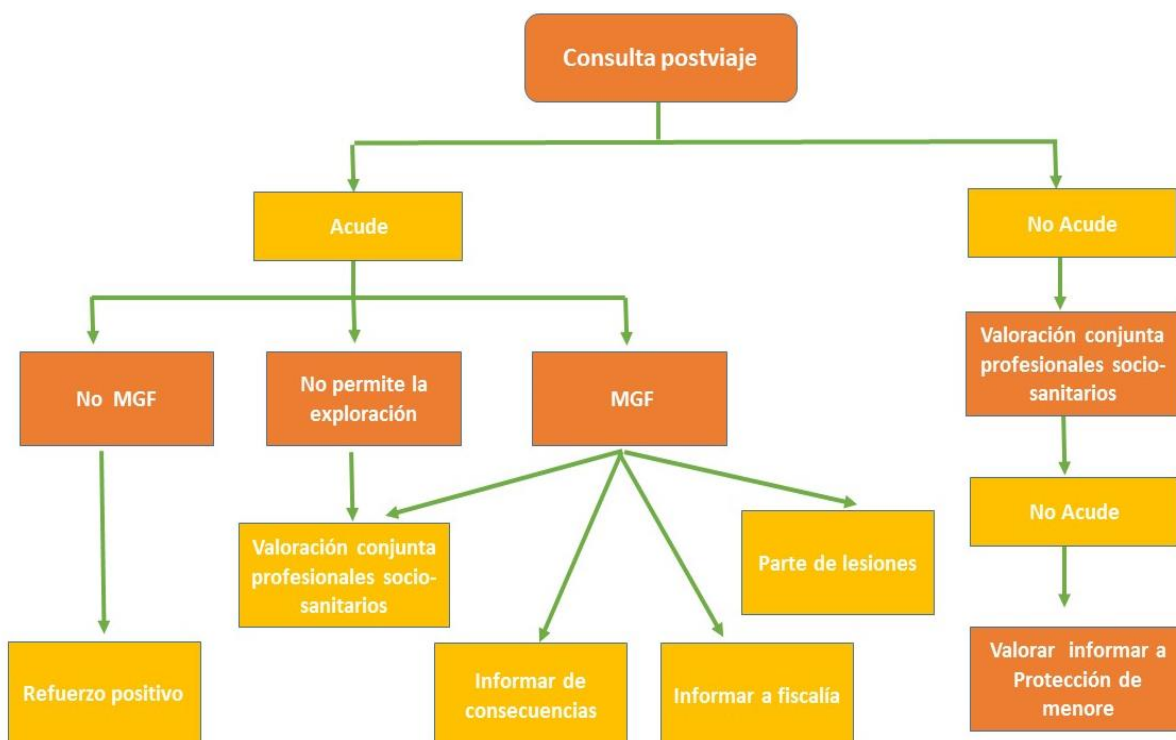 Consulta postviaje
Acude
No Acude
No MGF
No permite la
exploración
MGF
Valoración conjunta
profesionales socio-
sanitarios
Valoración conjunta
profesionales socio-
sanitarios
Parte de lesiones
No Acude
Refuerzo positivo
Informar de
consecuencias
Informar a fiscalía
Valorar informar a
Protección de
menore